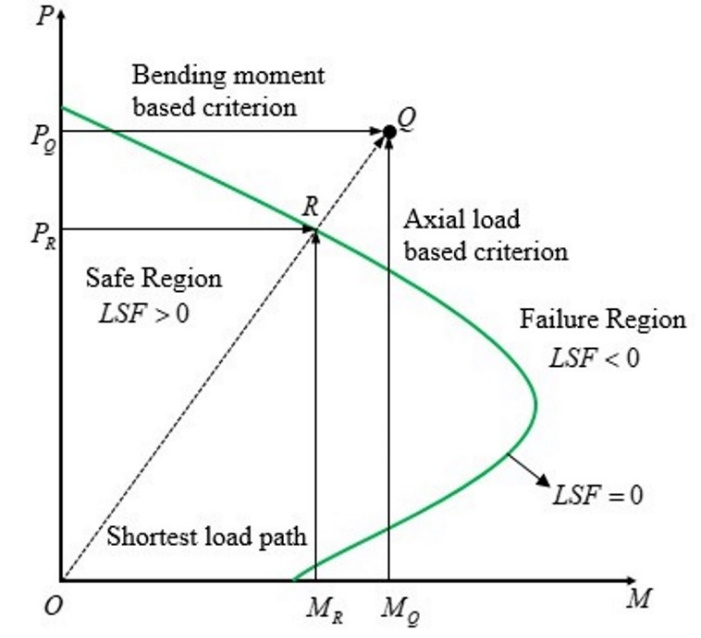 P
Bending moment
based criterion
Q
P_Q
R
Axial load
based criterion
P_R
Safe Region
LSF > 0
Failure Region
LSF < 0
LSF = 0
Shortest load path
O
M_R
M_Q
M